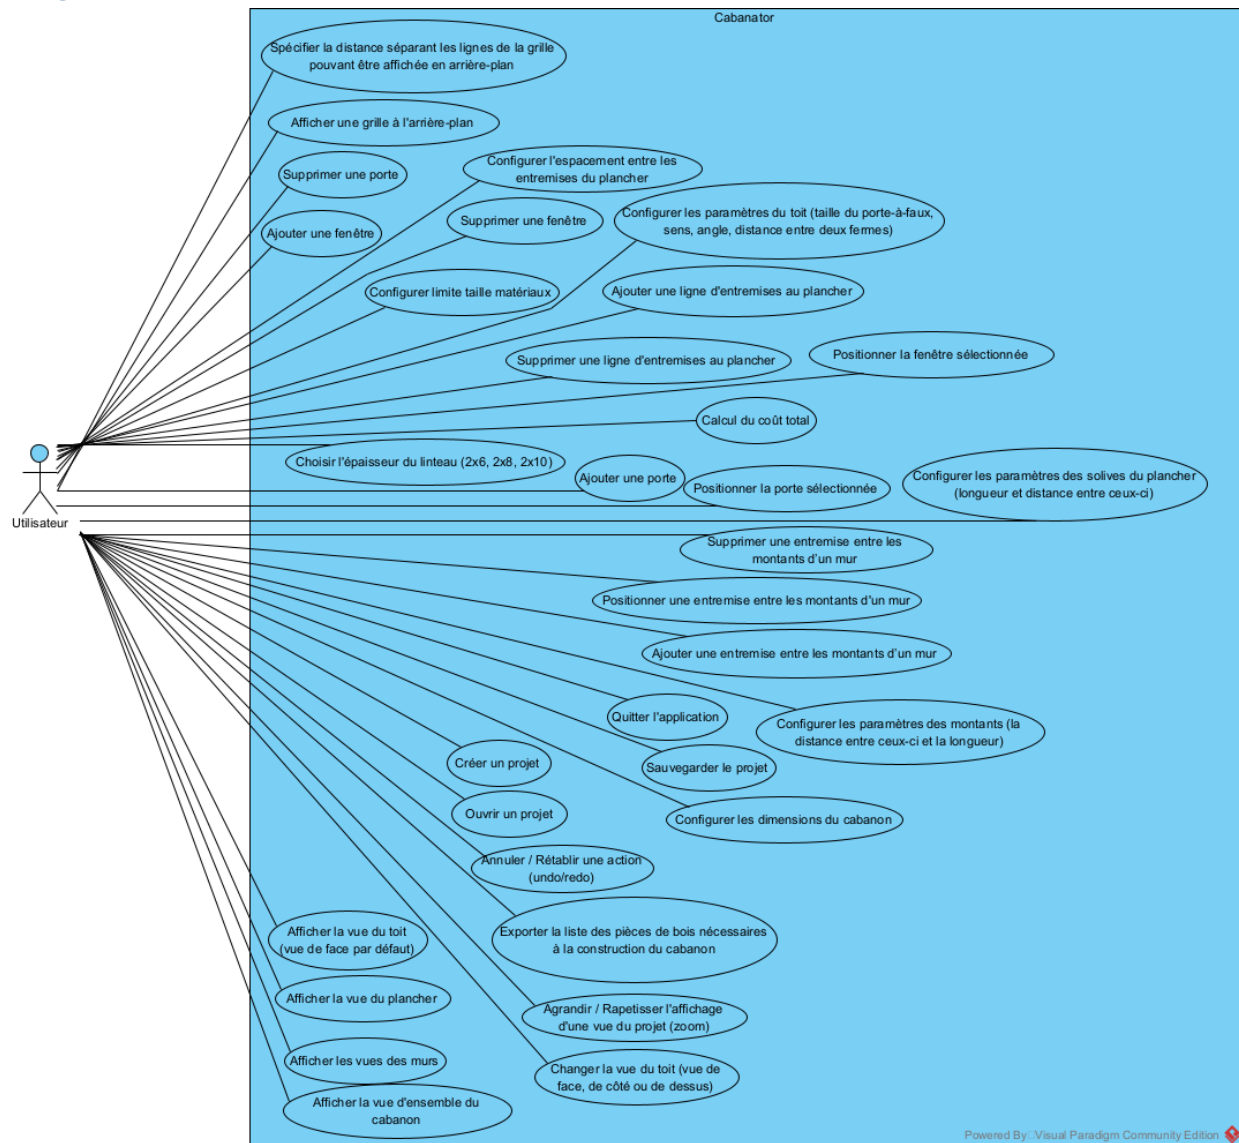 Cabanator
Spécifier la distance séparant les lignes de la grille
pouvant être affichée en arrière-plan
Afficher une grille à l'arrière-plan
Supprimer une porte
Configurer l'espacement entre les
entremises du plancher
Ajouter une fenêtre
Supprimer une fenêtre
Configurer les paramètres du toit (taille du porte-à-faux,
sens, angle, distance entre deux fermes)
Configurer limite taille matériaux
Ajouter une ligne d'entremises au plancher
Supprimer une ligne d'entremises au plancher
Positionner la fenêtre sélectionnée
Calcul du coût total
Choisir l'épaisseur du linteau (2x6, 2x8, 2x10)
Ajouter une porte
Positionner la porte sélectionnée
Configurer les paramètres des solives du plancher
(longueur et distance entre ceux-ci)
Utilisateur
Supprimer une entremise entre les
montants d'un mur
Positionner une entremise entre les montants d'un mur
Ajouter une entremise entre les montants d'un mur
Quitter l'application
Configurer les paramètres des montants (la
distance entre ceux-ci et la longueur)
Créer un projet
Sauvegarder le projet
Ouvrir un projet
Configurer les dimensions du cabanon
Annuler / Rétablir une action
(undo/redo)
Afficher la vue du toit
(vue de face par défaut)
Exporter la liste des pièces de bois nécessaires
à la construction du cabanon
Afficher la vue du plancher
Agrandir / Rapetisser l'affichage
d'une vue du projet (zoom)
Afficher les vues des murs
Changer la vue du toit (vue de
face, de côté ou de dessus)
Afficher la vue d'ensemble du
cabanon
Powered By Visual Paradigm Community Edition